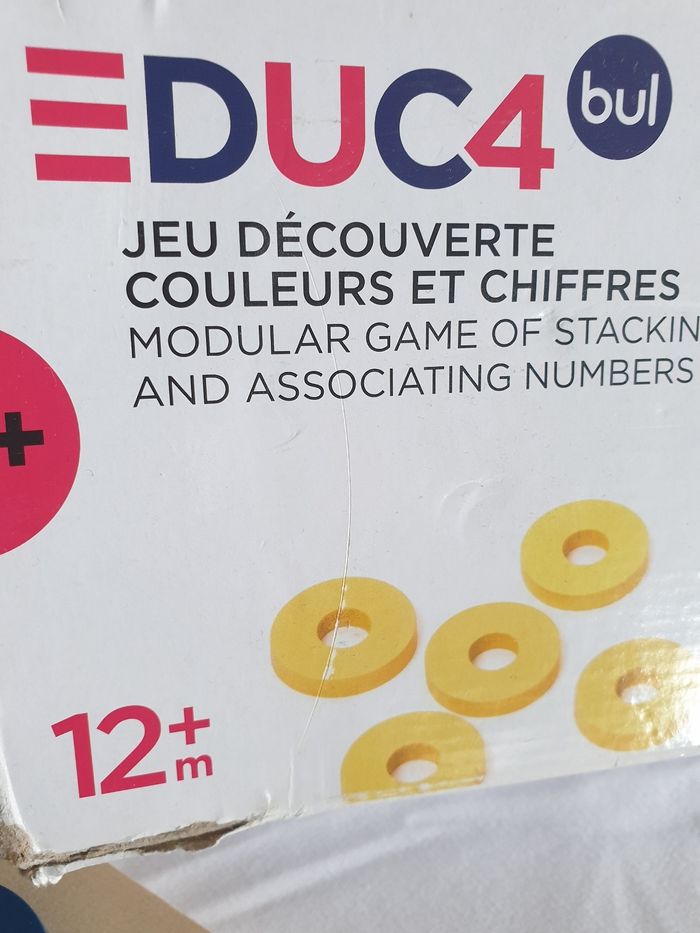 EDUC4
bul
JEU DÉCOUVERTE
COULEURS ET CHIFFRES
MODULAR GAME OF STACKIN
AND ASSOCIATING NUMBERS
+
12+
m